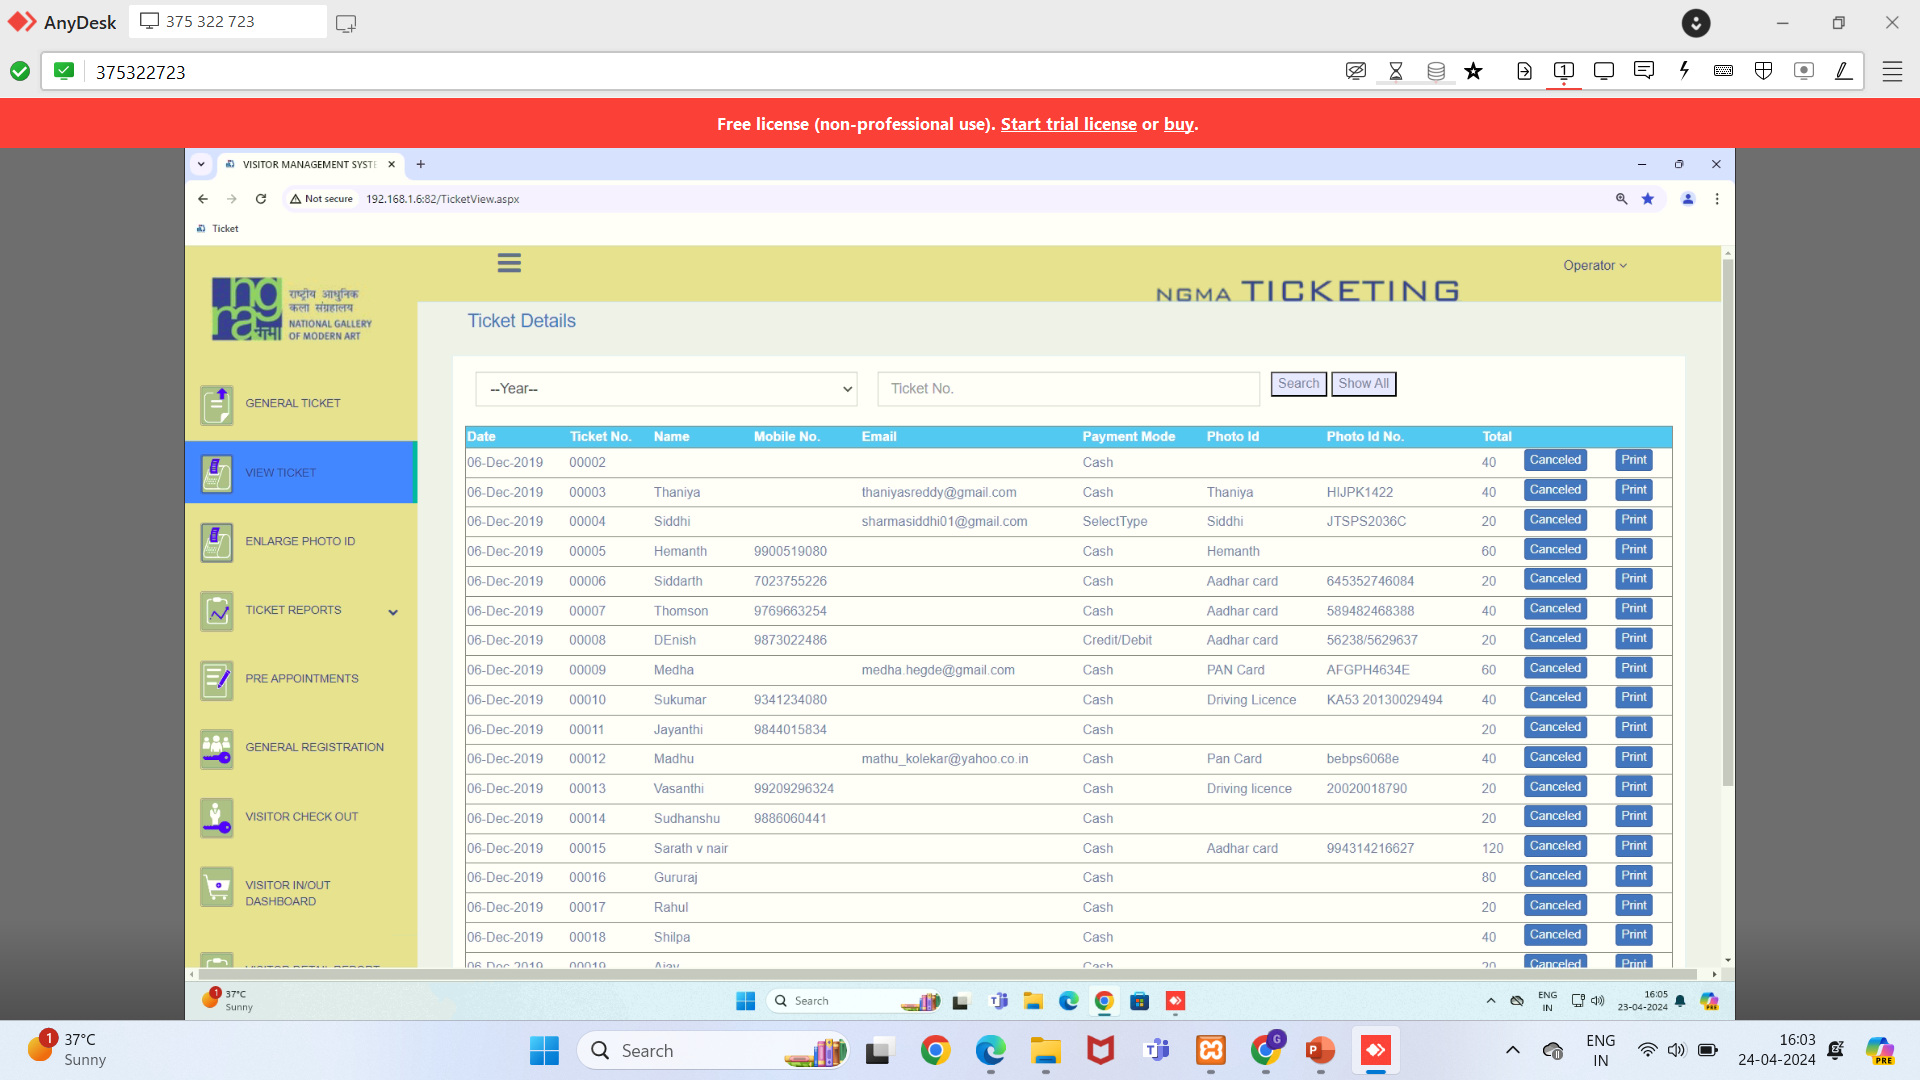 AnyDesk
375 322 723
375322723
Free license (non-professional use). Start trial license or buy.
VISITOR MANAGEMENT SYSTE
Not secure 192.168.1.6:82/TicketView.aspx
Ticket
राष्ट्रीय आधुनिक
कला संग्रहालय
NATIONAL GALLERY
OF MODERN ART
NGMA TICKETING
Operator
GENERAL TICKET
VIEW TICKET
ENLARGE PHOTO ID
TICKET REPORTS
PRE APPOINTMENTS
GENERAL REGISTRATION
VISITOR CHECK OUT
VISITOR IN/OUT
DASHBOARD
VISITOR DETAIL REPORT
Ticket Details
--Year-- Ticket No. Search Show All
Date Ticket No. Name Mobile No. Email Payment Mode Photo Id Photo Id No. Total
06-Dec-2019 00002 Cash 40 Canceled Print
06-Dec-2019 00003 Thaniya thaniyasreddy@gmail.com Cash Thaniya HIJPK1422 40 Canceled Print
06-Dec-2019 00004 Siddhi sharmasiddhi01@gmail.com SelectType Siddhi JTSPS2036C 20 Canceled Print
06-Dec-2019 00005 Hemanth 9900519080 Cash Hemanth 60 Canceled Print
06-Dec-2019 00006 Siddarth 7023755226 Cash Aadhar card 645352746084 20 Canceled Print
06-Dec-2019 00007 Thomson 9769663254 Cash Aadhar card 589482468388 40 Canceled Print
06-Dec-2019 00008 DEnish 9873022486 Credit/Debit Aadhar card 56238/5629637 20 Canceled Print
06-Dec-2019 00009 Medha medha.hegde@gmail.com Cash PAN Card AFGPH4634E 60 Canceled Print
06-Dec-2019 00010 Sukumar 9341234080 Cash Driving Licence KA53 20130029494 40 Canceled Print
06-Dec-2019 00011 Jayanthi 9844015834 Cash 20 Canceled Print
06-Dec-2019 00012 Madhu mathu_kolekar@yahoo.co.in Cash Pan Card bebps6068e 40 Canceled Print
06-Dec-2019 00013 Vasanthi 99209296324 Cash Driving licence 20020018790 20 Canceled Print
06-Dec-2019 00014 Sudhanshu 9886060441 Cash 20 Canceled Print
06-Dec-2019 00015 Sarath v nair Cash Aadhar card 994314216627 120 Canceled Print
06-Dec-2019 00016 Gururaj Cash 80 Canceled Print
06-Dec-2019 00017 Rahul Cash 20 Canceled Print
06-Dec-2019 00018 Shilpa Cash 40 Canceled Print
06-Dec-2019 00019 Ajay Cash 20 Canceled Print
1 37°C
Sunny
Search
ENG
IN
16:05
23-04-2024
1 37°C
Sunny
Search
ENG
IN
16:03
24-04-2024